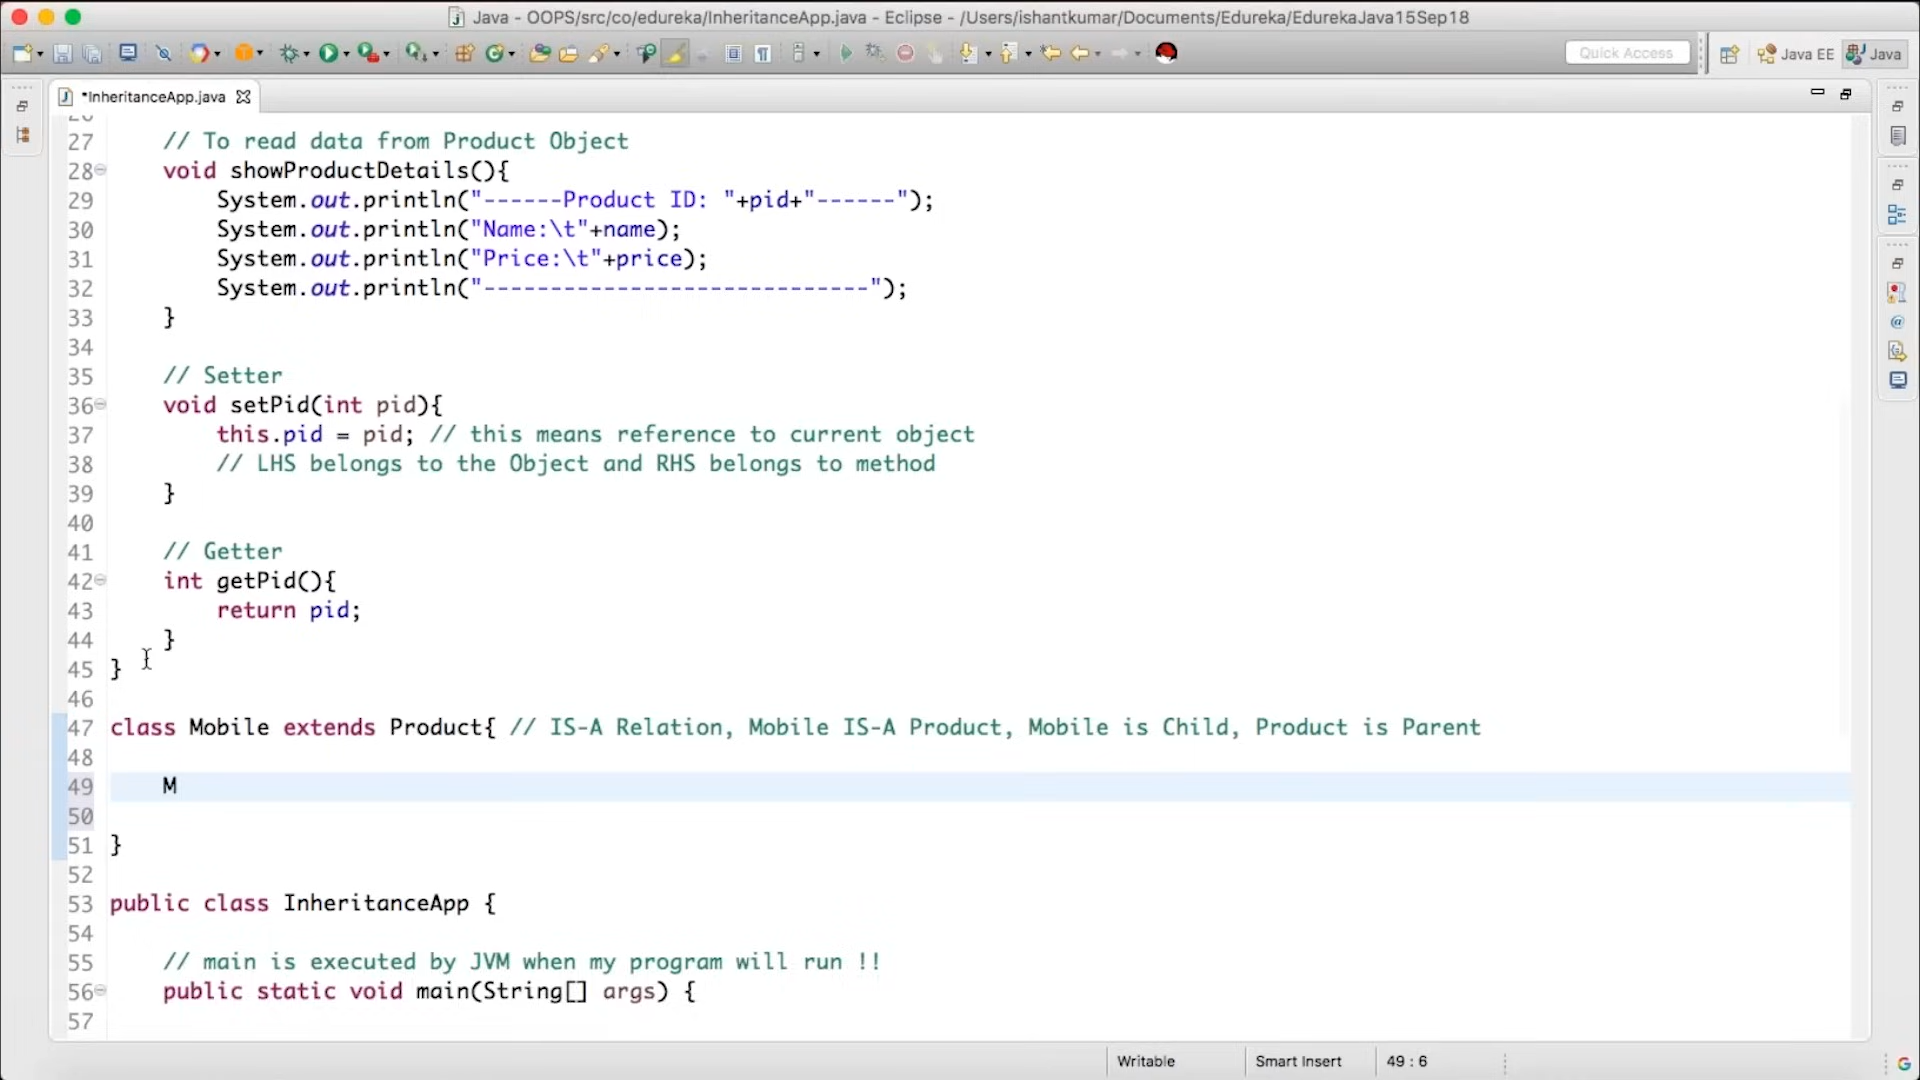 Java - OOPS/src/co/edureka/InheritanceApp.java - Eclipse - /Users/ishantkumar/Documents/Edureka/EdurekaJava15Sep18
Quick Access
Java EE
Java
*InheritanceApp.java
27 // To read data from Product Object
28 void showProductDetails(){
29 System.out.println("------Product ID: "+pid+"------");
30 System.out.println("Name:\t"+name);
31 System.out.println("Price:\t"+price);
32 System.out.println("-----------------------------");
33 }
34
35 // Setter
36 void setPid(int pid){
37 this.pid = pid; // this means reference to current object
38 // LHS belongs to the Object and RHS belongs to method
39 }
40
41 // Getter
42 int getPid(){
43 return pid;
44 }
45 }
46
47 class Mobile extends Product{ // IS-A Relation, Mobile IS-A Product, Mobile is Child, Product is Parent
48
49 M
50
51 }
52
53 public class InheritanceApp {
54
55 // main is executed by JVM when my program will run !!
56 public static void main(String[] args) {
57
Writable
Smart Insert
49 : 6